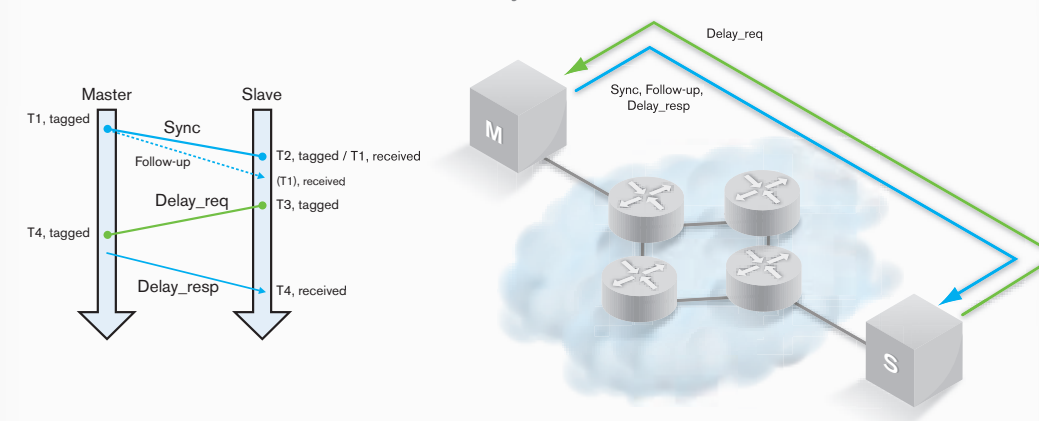 Master
Slave
T1, tagged
Sync
Follow-up
T2, tagged / T1, received
(T1), received
Delay_req
T3, tagged
T4, tagged
Delay_resp
T4, received
Delay_req
Sync, Follow-up,
Delay_resp
M
S